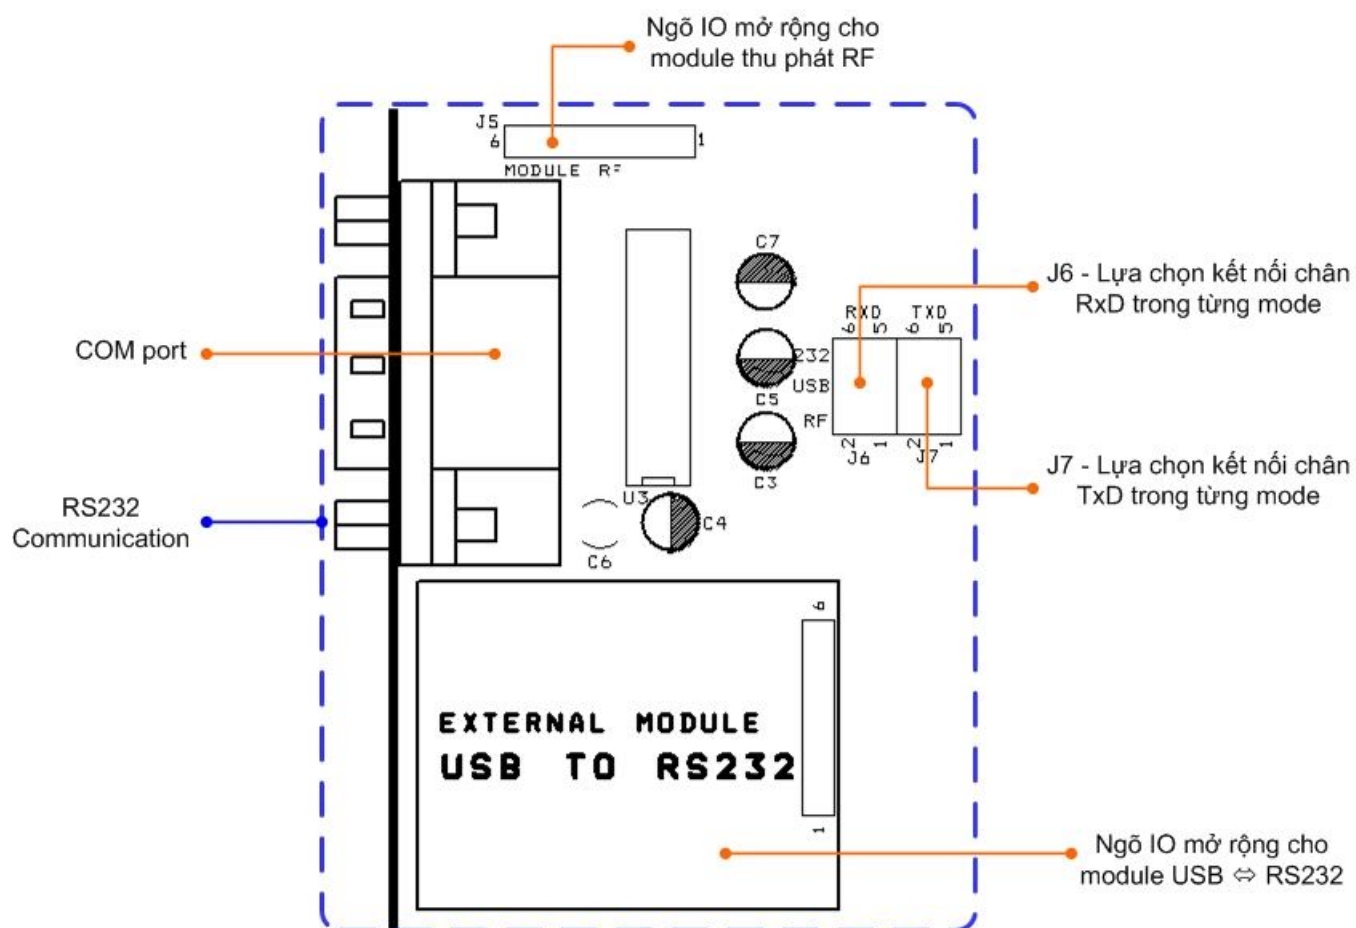 Ngõ IO mở rộng cho
module thu phát RF
J5
6
1
MODULE RF
C7
J6 - Lựa chọn kết nối chân
RxD trong từng mode
RXD TXD
6 5 6 5
COM port
232
USB
C5
RF
2 1 2 1
J6 J7
C3
J7 - Lựa chọn kết nối chân
TxD trong từng mode
U3
C4
RS232
Communication
C6
6
EXTERNAL MODULE
USB TO RS232
1
Ngõ IO mở rộng cho
module USB ⇔ RS232